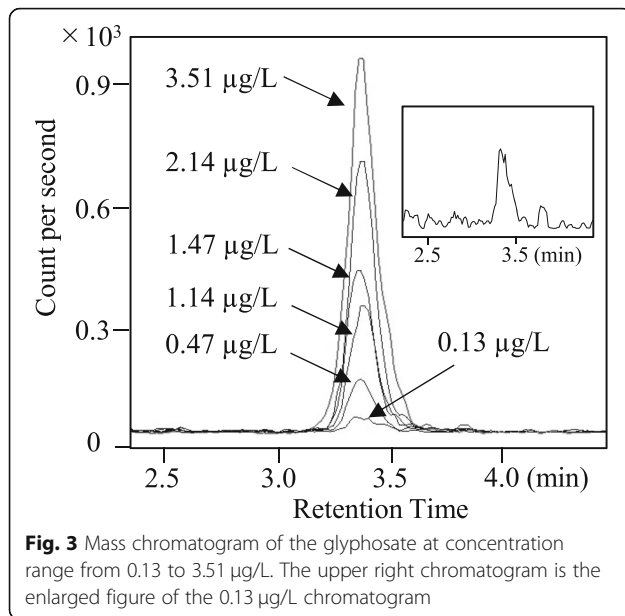 × 10³
Count per second
0.9
0.6
0.3
0
3.51 µg/L
2.14 µg/L
1.47 µg/L
1.14 µg/L
0.47 µg/L
0.13 µg/L
2.5 3.5 (min)
2.5 3.0 3.5 4.0 (min)
Retention Time
Fig. 3 Mass chromatogram of the glyphosate at concentration
range from 0.13 to 3.51 µg/L. The upper right chromatogram is the
enlarged figure of the 0.13 µg/L chromatogram